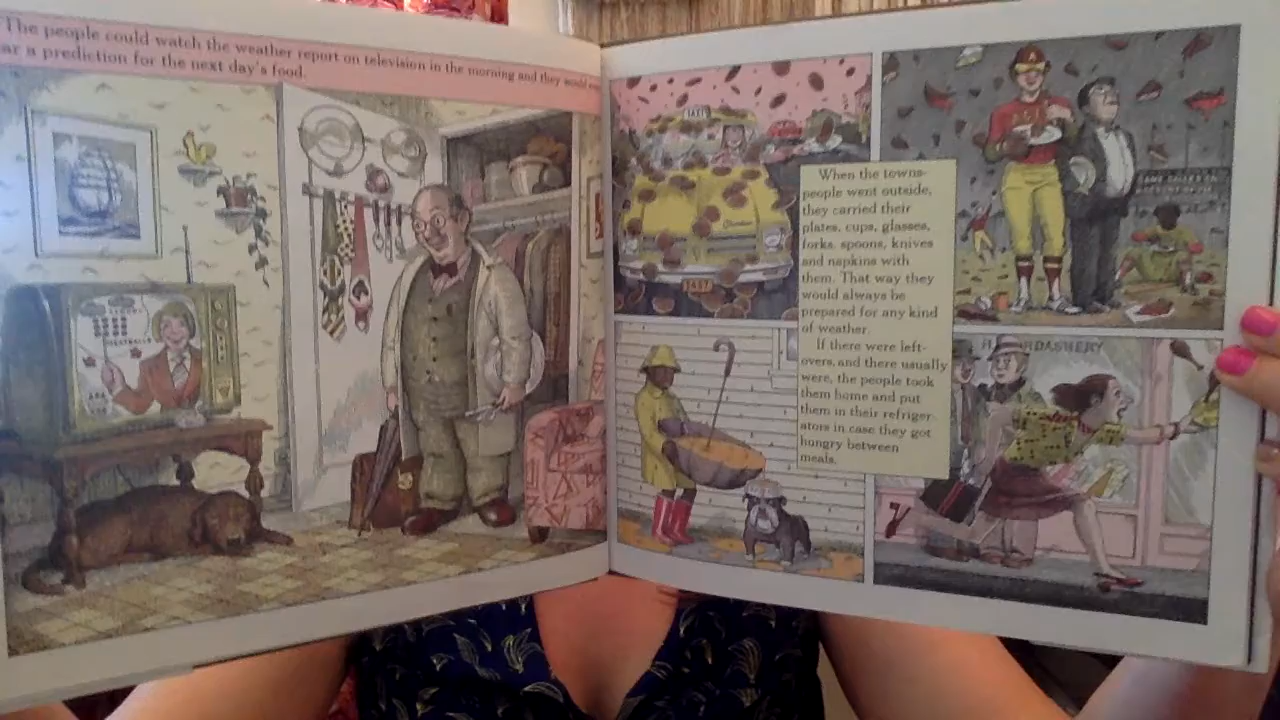 The people could watch the weather report on television in the morning and they would
ar a prediction for the next day's food.
MEATBALLS
TAXI
When the towns-
people went outside,
they carried their
plates, cups, glasses,
forks, spoons, knives
and napkins with
them. That way they
would always be
prepared for any kind
of weather.
If there were left-
overs, and there usually
were, the people took
them home and put
them in their refriger-
ators in case they got
hungry between
meals.